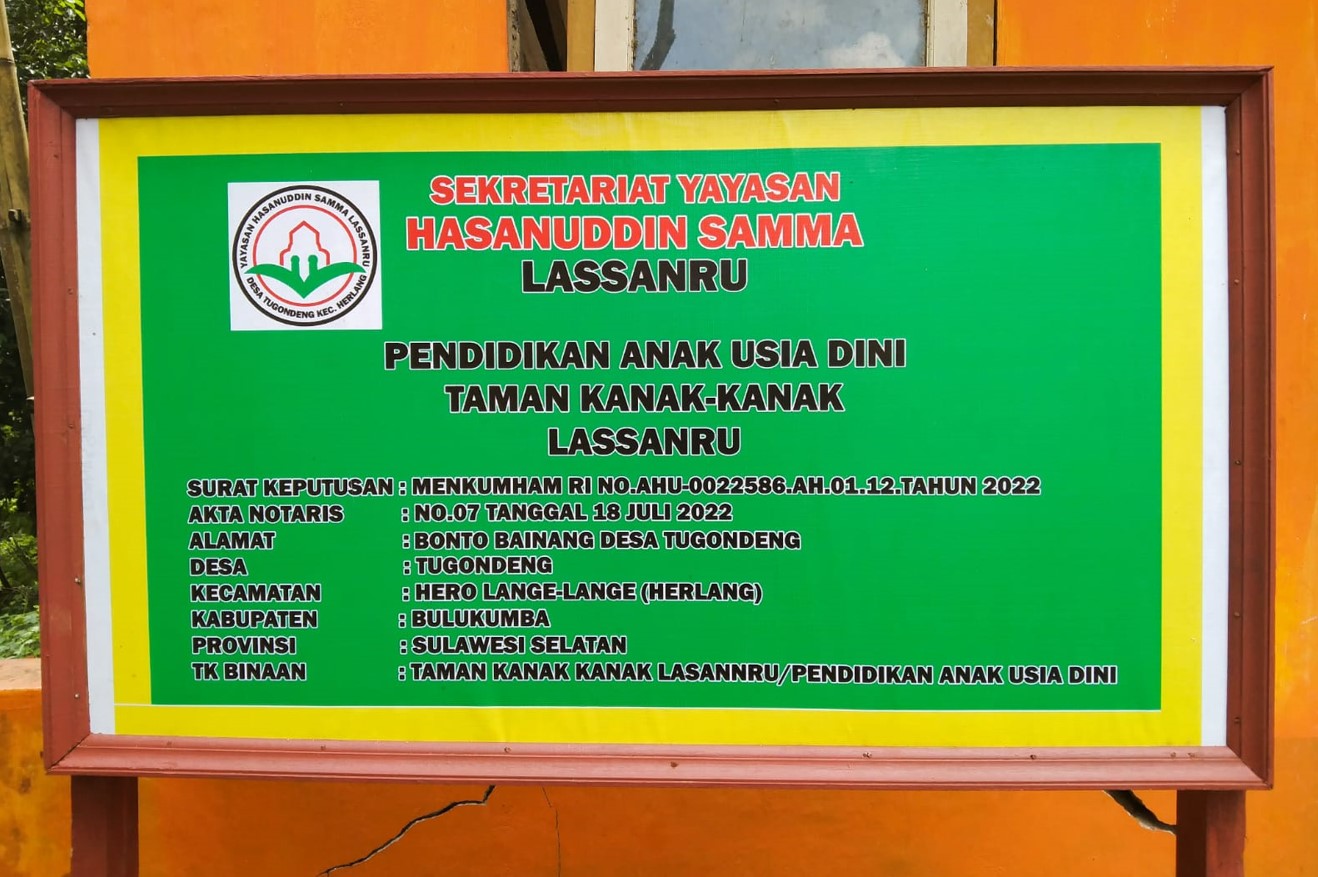 YAYASAN HASANUDDIN SAMMA LASSANRU
DESA TUGONDENG KEC. HERLANG
SEKRETARIAT YAYASAN
HASANUDDIN SAMMA
LASSANRU
PENDIDIKAN ANAK USIA DINI
TAMAN KANAK-KANAK
LASSANRU
SURAT KEPUTUSAN : MENKUMHAM RI NO.AHU-0022586.AH.01.12.TAHUN 2022
AKTA NOTARIS : NO.07 TANGGAL 18 JULI 2022
ALAMAT : BONTO BAINANG DESA TUGONDENG
DESA : TUGONDENG
KECAMATAN : HERO LANGE-LANGE (HERLANG)
KABUPATEN : BULUKUMBA
PROVINSI : SULAWESI SELATAN
TK BINAAN : TAMAN KANAK KANAK LASANNRU/PENDIDIKAN ANAK USIA DINI